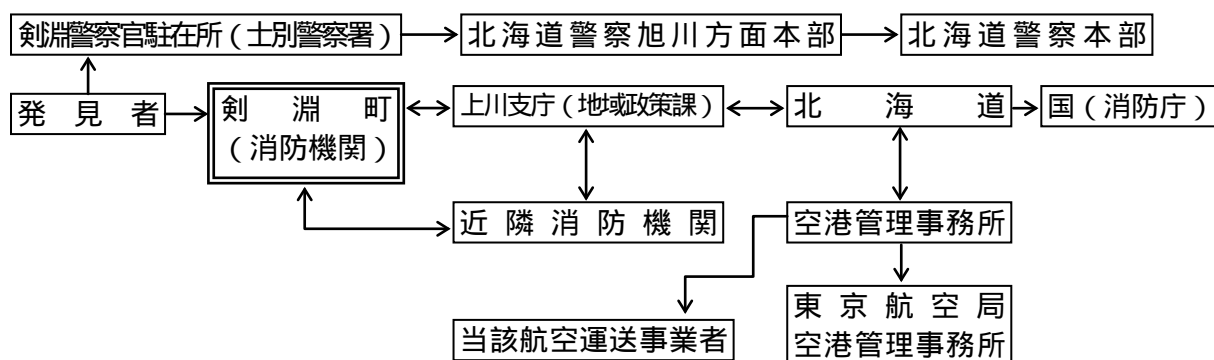 剣淵警察官駐在所(士別警察署)
北海道警察旭川方面本部
北海道警察本部
発見者
剣淵町
(消防機関)
上川支庁(地域政策課)
北海道
国(消防庁)
近隣消防機関
空港管理事務所
当該航空運送事業者
東京航空局
空港管理事務所